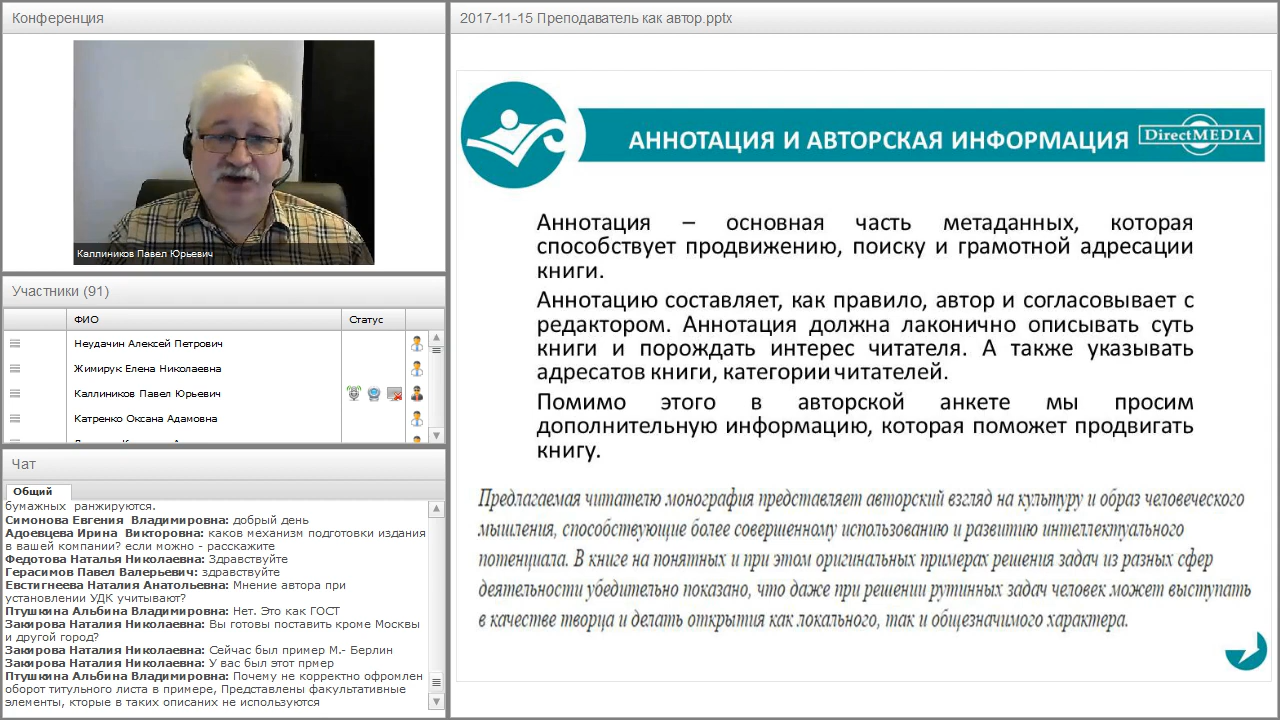 Конференция
Каллиников Павел Юрьевич
Участники (91)
ФИО
Статус
Неудачин Алексей Петрович
Жимирук Елена Николаевна
Каллиников Павел Юрьевич
Катренко Оксана Адамовна
Чат
Общий
бумажных ранжируются.
Симонова Евгения Владимировна: добрый день
Адоевцева Ирина Викторовна: каков механизм подготовки издания
в вашей компании? если можно - расскажите
Федотова Наталья Николаевна: Здравствуйте
Герасимов Павел Валерьевич: здравствуйте
Евстигнеева Наталия Анатольевна: Мнение автора при
установлении УДК учитывают?
Птушкина Альбина Владимировна: Нет. Это как ГОСТ
Закирова Наталия Николаевна: Вы готовы поставить кроме Москвы
и другой город?
Закирова Наталия Николаевна: Сейчас был пример М.- Берлин
Закирова Наталия Николаевна: У вас был этот прмер
Птушкина Альбина Владимировна: Почему не корректно офромлен
оборот титульного листа в примере, Представлены факультативные
элементы, кторые в таких описаних не используются
2017-11-15 Преподаватель как автор.pptx
АННОТАЦИЯ И АВТОРСКАЯ ИНФОРМАЦИЯ
DirectMEDIA
Аннотация – основная часть метаданных, которая
способствует продвижению, поиску и грамотной адресации
книги.
Аннотацию составляет, как правило, автор и согласовывает с
редактором. Аннотация должна лаконично описывать суть
книги и порождать интерес читателя. А также указывать
адресатов книги, категории читателей.
Помимо этого в авторской анкете мы просим
дополнительную информацию, которая поможет продвигать
книгу.
Предлагаемая читателю монография представляет авторский взгляд на культуру и образ человеческого
мышления, способствующие более совершенному использованию и развитию интеллектуального
потенциала. В книге на понятных и при этом оригинальных примерах решения задач из разных сфер
деятельности убедительно показано, что даже при решении рутинных задач человек может выступать
в качестве творца и делать открытия как локального, так и общезначимого характера.